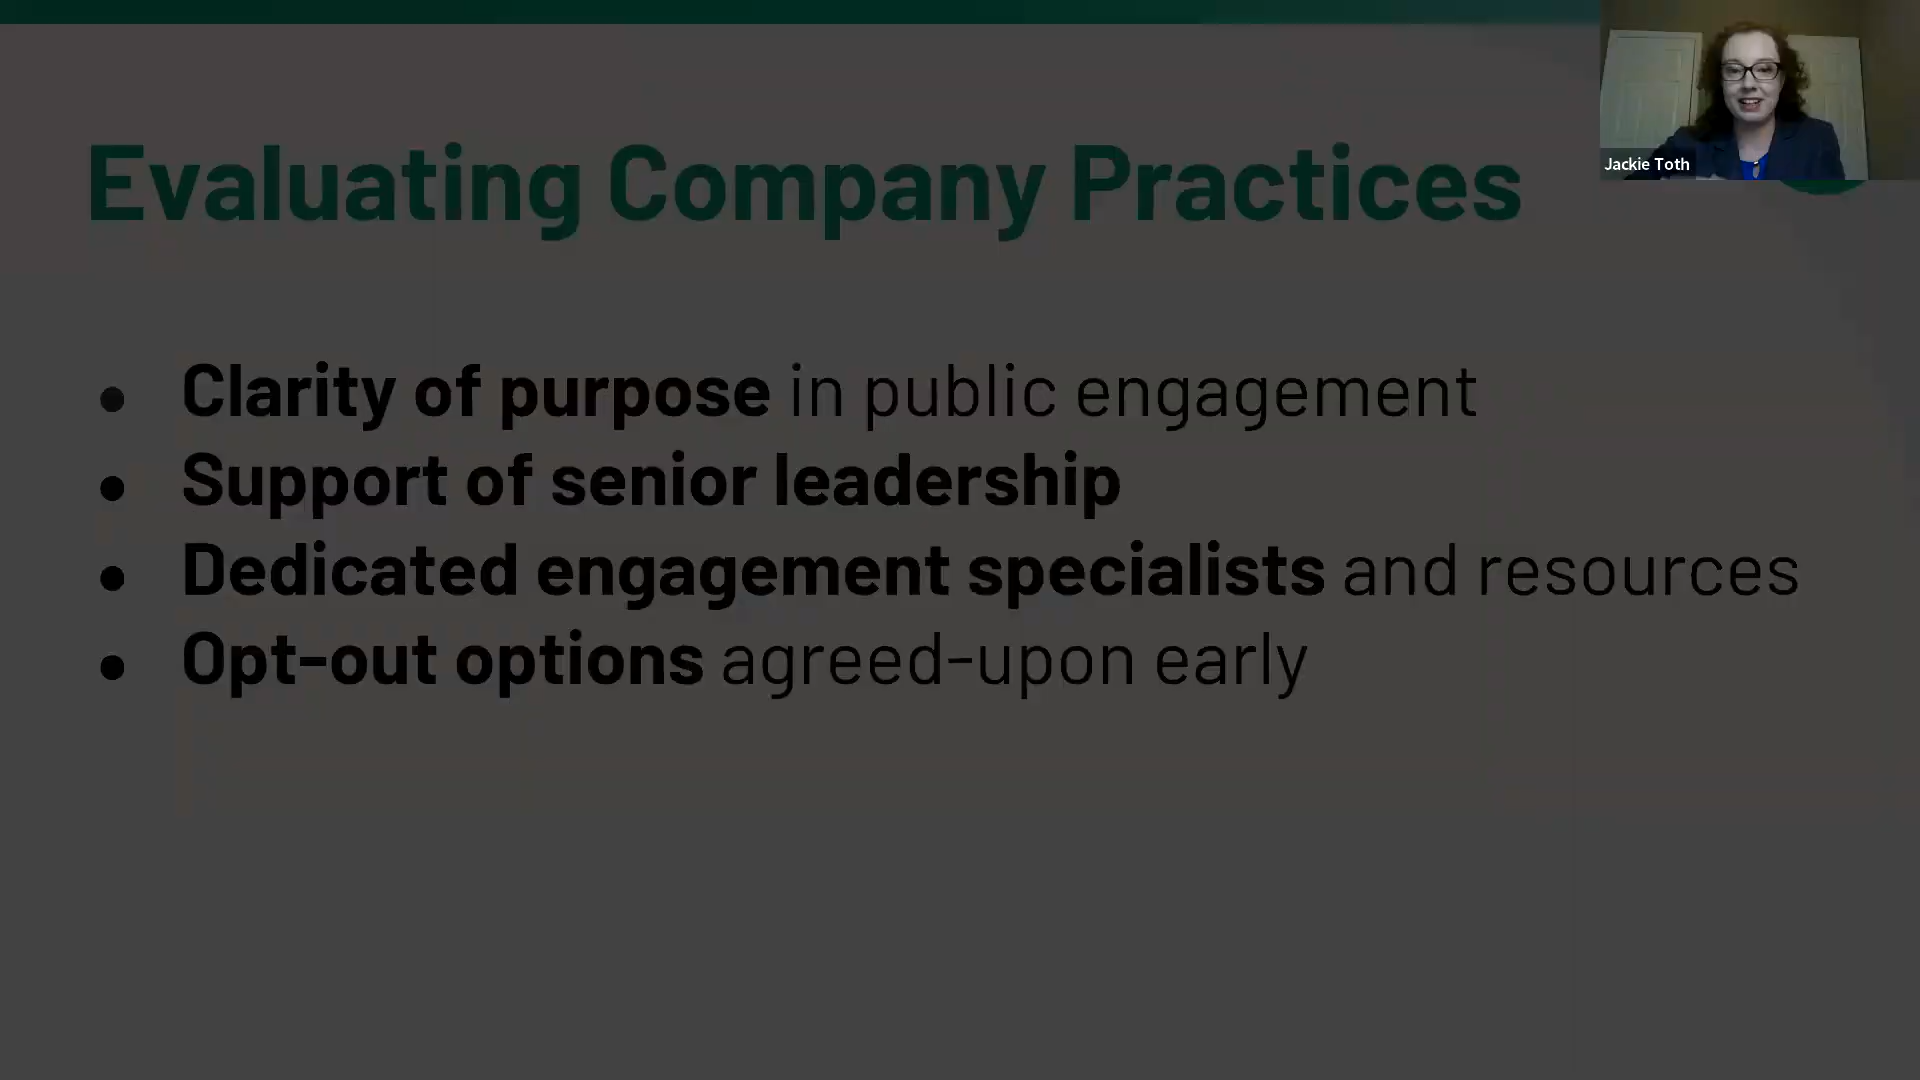 Evaluating Company Practices
Jackie Toth
• Clarity of purpose in public engagement
• Support of senior leadership
• Dedicated engagement specialists and resources
• Opt-out options agreed-upon early